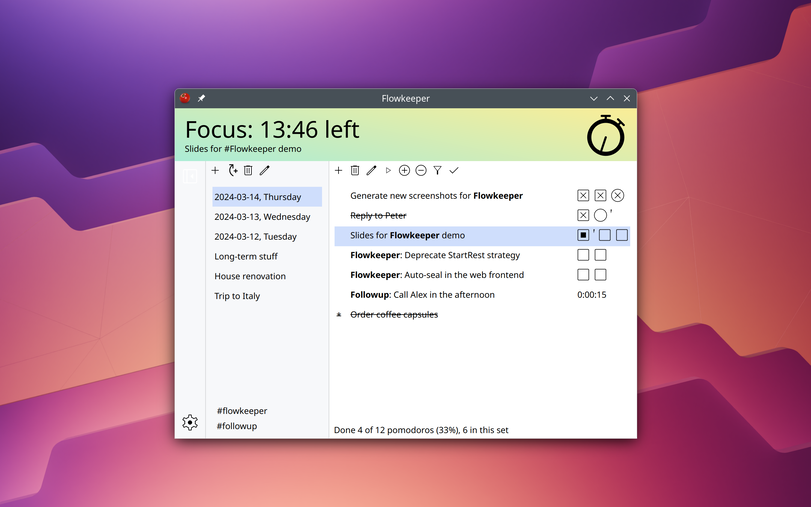 Flowkeeper
Focus: 13:46 left
Slides for #Flowkeeper demo
2024-03-14, Thursday
2024-03-13, Wednesday
2024-03-12, Tuesday
Long-term stuff
House renovation
Trip to Italy
#flowkeeper
#followup
Generate new screenshots for Flowkeeper
Reply to Peter
Slides for Flowkeeper demo
Flowkeeper: Deprecate StartRest strategy
Flowkeeper: Auto-seal in the web frontend
Followup: Call Alex in the afternoon 0:00:15
Order coffee capsules
Done 4 of 12 pomodoros (33%), 6 in this set